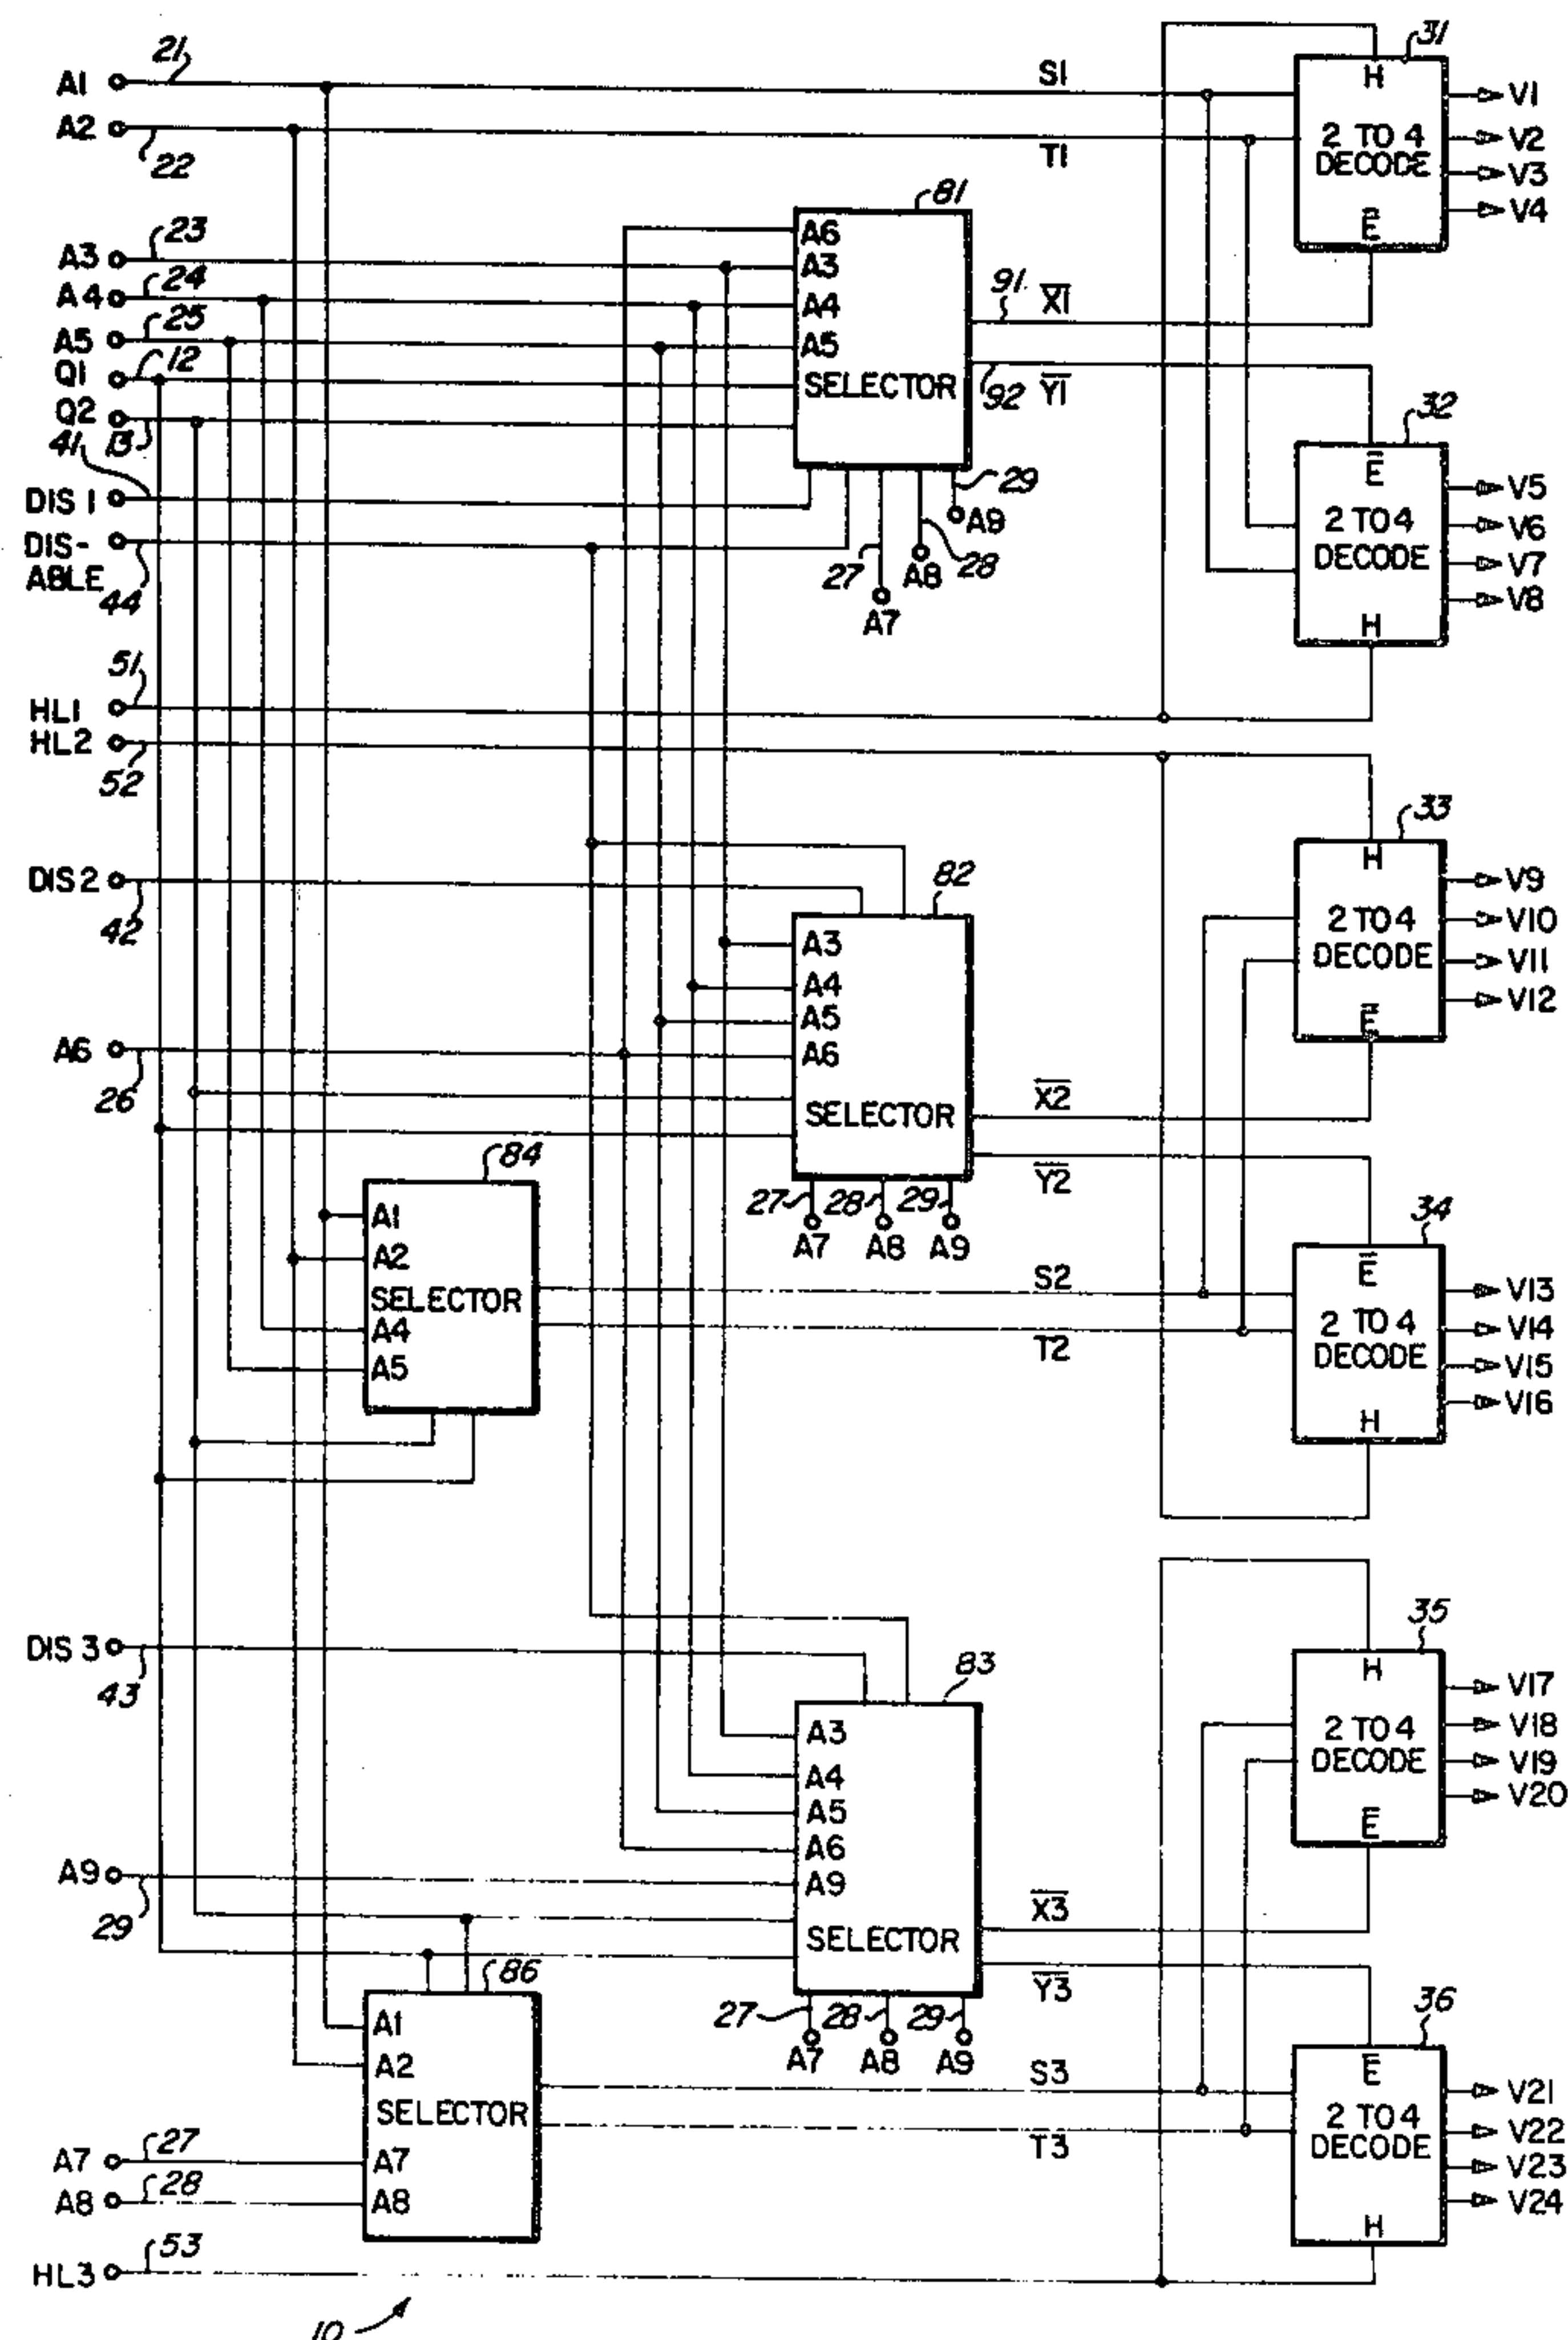 A1 21 S1
A2 22 T1
31
H
2 TO 4
DECODE
E̅
V1
V2
V3
V4
A3 23
A4 24
A5 25
Q1 12
Q2 13
41
DIS 1
DIS-
ABLE
44
81
A6
A3
A4
A5
SELECTOR
91 X̅1̅
92 Y̅1̅
29
A9
28
A8
27
A7
32
E̅
2 TO 4
DECODE
H
V5
V6
V7
V8
51
HL1
HL2
52
33
H
2 TO 4
DECODE
E̅
V9
V10
V11
V12
DIS 2
42
82
A3
A4
A5
A6
SELECTOR
A6
26
X̅2̅
Y̅2̅
27 28 29
A7 A8 A9
84
A1
A2
SELECTOR
A4
A5
S2
T2
34
E̅
2 TO 4
DECODE
H
V13
V14
V15
V16
DIS 3
43
83
A3
A4
A5
A6
A9
SELECTOR
35
H
2 TO 4
DECODE
E̅
V17
V18
V19
V20
A9
29
X̅3̅
Y̅3̅
27 28 29
A7 A8 A9
86
A1
A2
SELECTOR
A7
A8
S3
T3
36
E̅
2 TO 4
DECODE
H
V21
V22
V23
V24
A7 27
A8 28
HL3 53
10